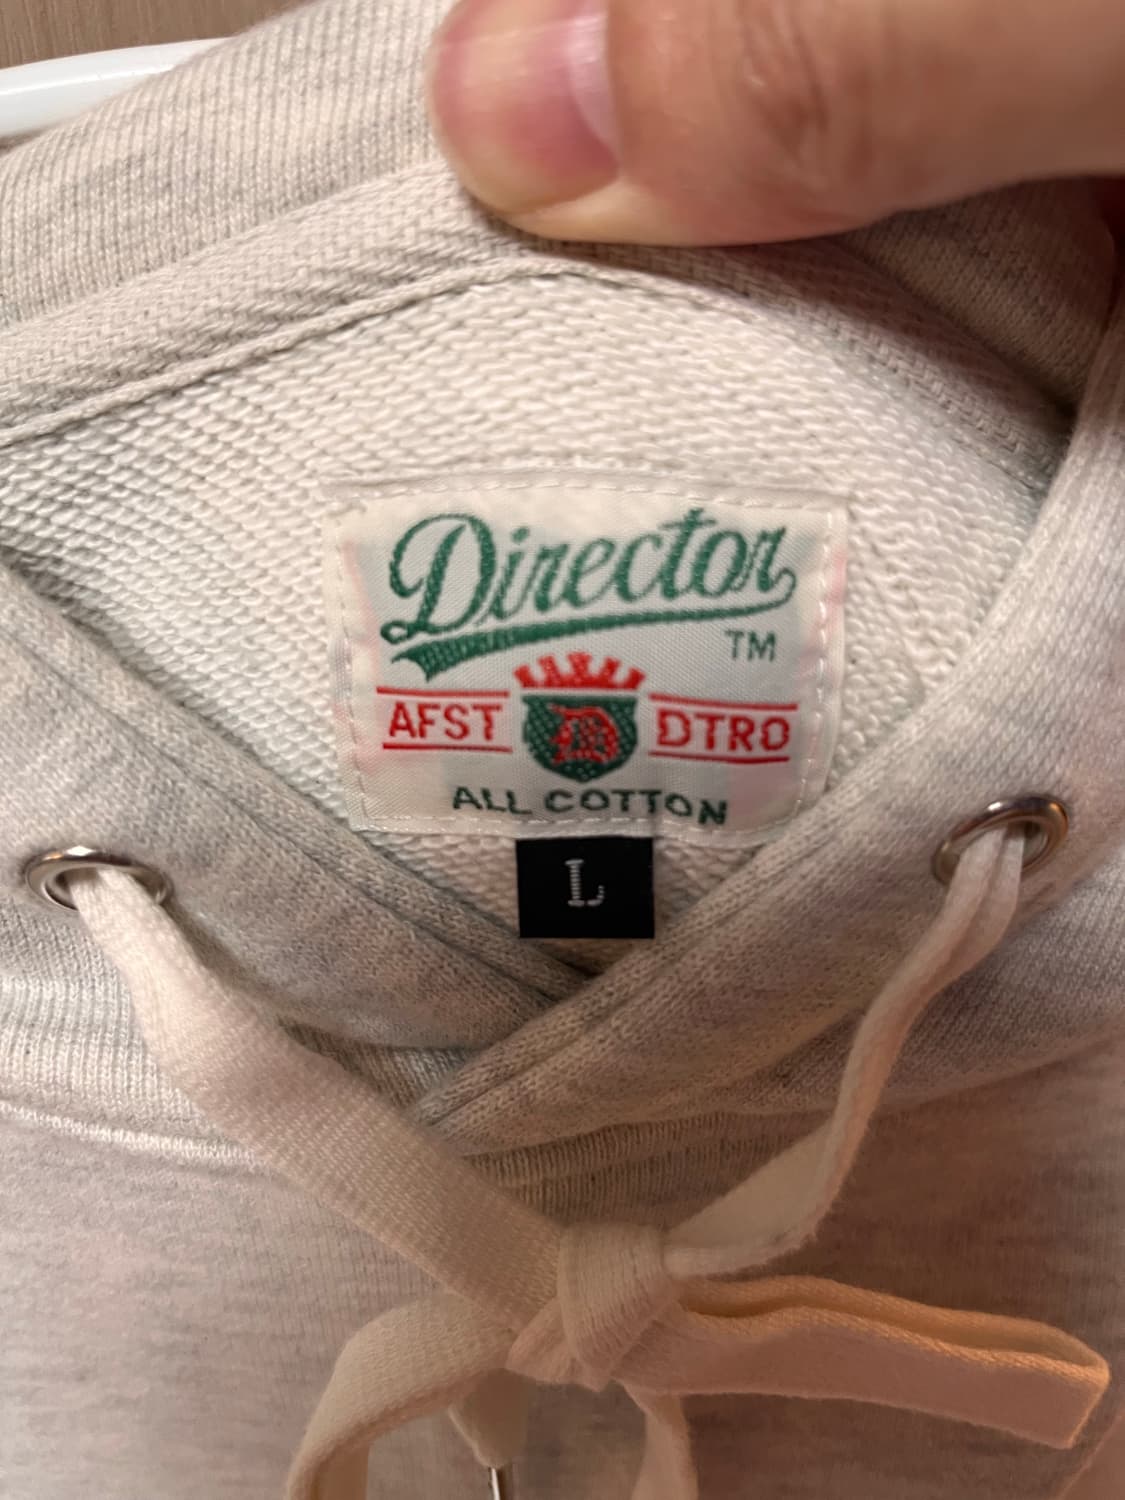 Director
TM
AFST DTRO
ALL COTTON
L